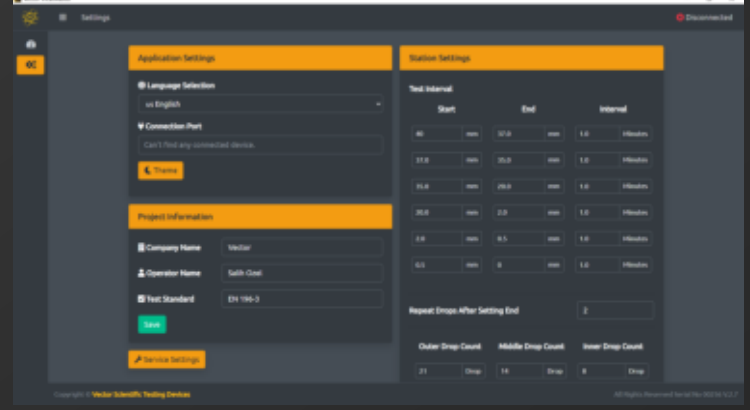 Settings
Disconnected
Application Settings
Language Selection
us English
Connection Port
Can't find any connected device.
Theme
Project Information
Company Name Vector
Operator Name Salih
Test Standard EN 196-3
Save
Service Settings
Station Settings
Test Interval
Start End Interval
40 mm 37.0 mm 1.0 Minutes
37.0 mm 35.0 mm 1.0 Minutes
35.0 mm 20.0 mm 1.0 Minutes
20.0 mm 2.0 mm 1.0 Minutes
2.0 mm 0.5 mm 1.0 Minutes
0.5 mm 0 mm 1.0 Minutes
Repeat Drops After Setting End 2
Outer Drop Count Middle Drop Count Inner Drop Count
21 Drop 14 Drop 8 Drop
Copyright © Vector Scientific Testing Devices
All Rights Reserved Serial No